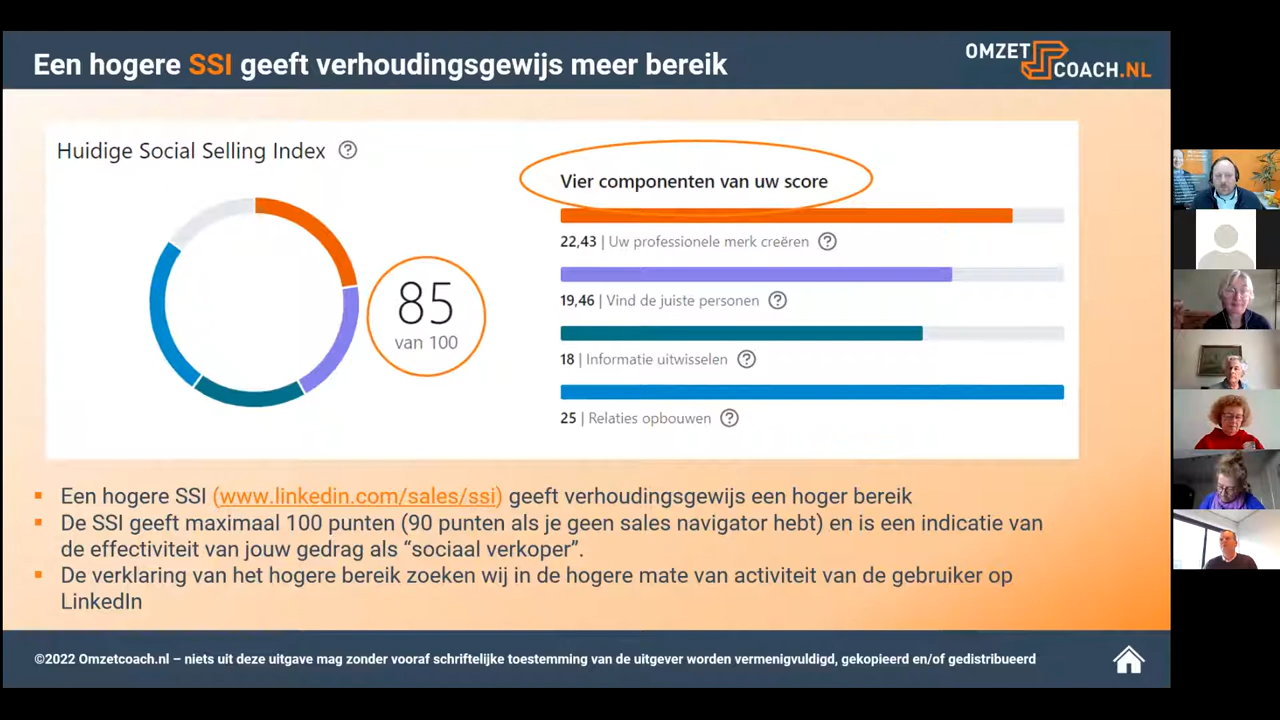 Een hogere SSI geeft verhoudingsgewijs meer bereik
OMZET
COACH.NL
Huidige Social Selling Index ?
Vier componenten van uw score
22,43 | Uw professionele merk creëren ?
19,46 | Vind de juiste personen ?
18 | Informatie uitwisselen ?
25 | Relaties opbouwen ?
85
van 100
▪ Een hogere SSI (www.linkedin.com/sales/ssi) geeft verhoudingsgewijs een hoger bereik
▪ De SSI geeft maximaal 100 punten (90 punten als je geen sales navigator hebt) en is een indicatie van
de effectiviteit van jouw gedrag als “sociaal verkoper”.
▪ De verklaring van het hogere bereik zoeken wij in de hogere mate van activiteit van de gebruiker op
LinkedIn
©2022 Omzetcoach.nl – niets uit deze uitgave mag zonder vooraf schriftelijke toestemming van de uitgever worden vermenigvuldigd, gekopieerd en/of gedistribueerd